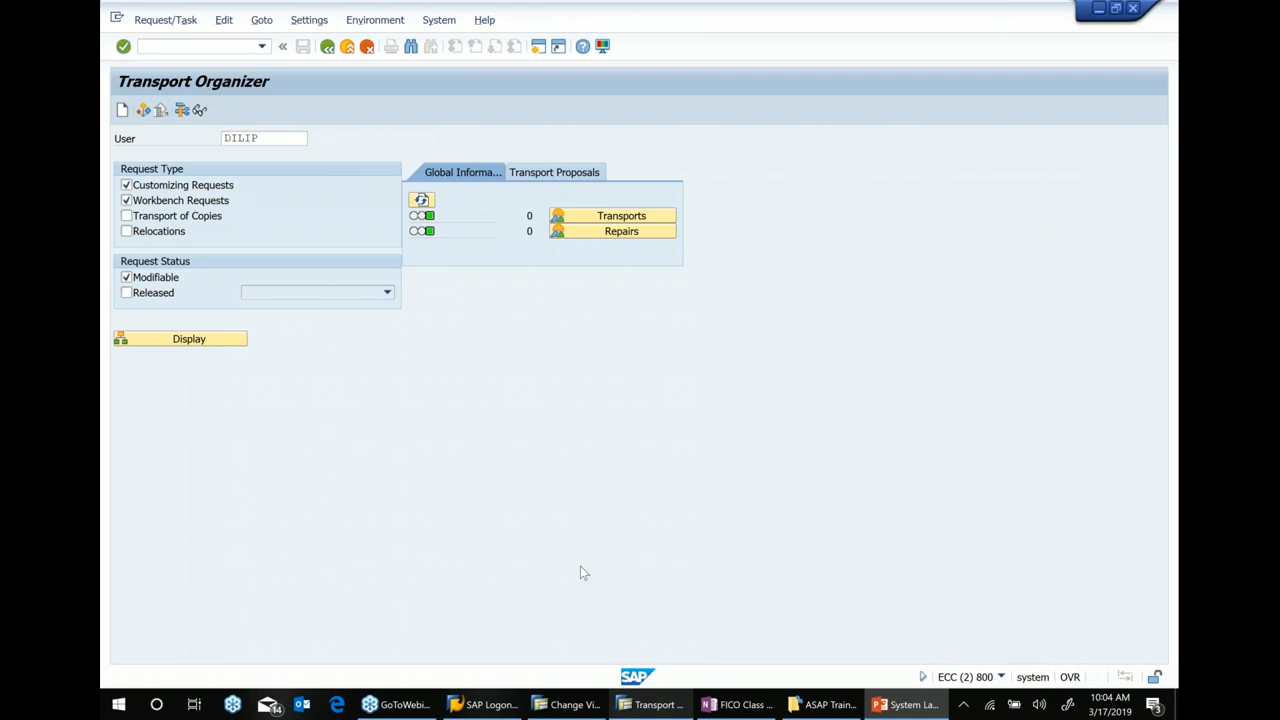 Request/Task Edit Goto Settings Environment System Help
Transport Organizer
User DILIP
Request Type
Customizing Requests
Workbench Requests
Transport of Copies
Relocations
Request Status
Modifiable
Released
Display
Global Informa... Transport Proposals
0 Transports
0 Repairs
SAP
ECC (2) 800 system OVR
GoToWebi... SAP Logon... Change Vi... Transport ... FICO Class ... ASAP Train... System La...
14
10:04 AM
3/17/2019
3